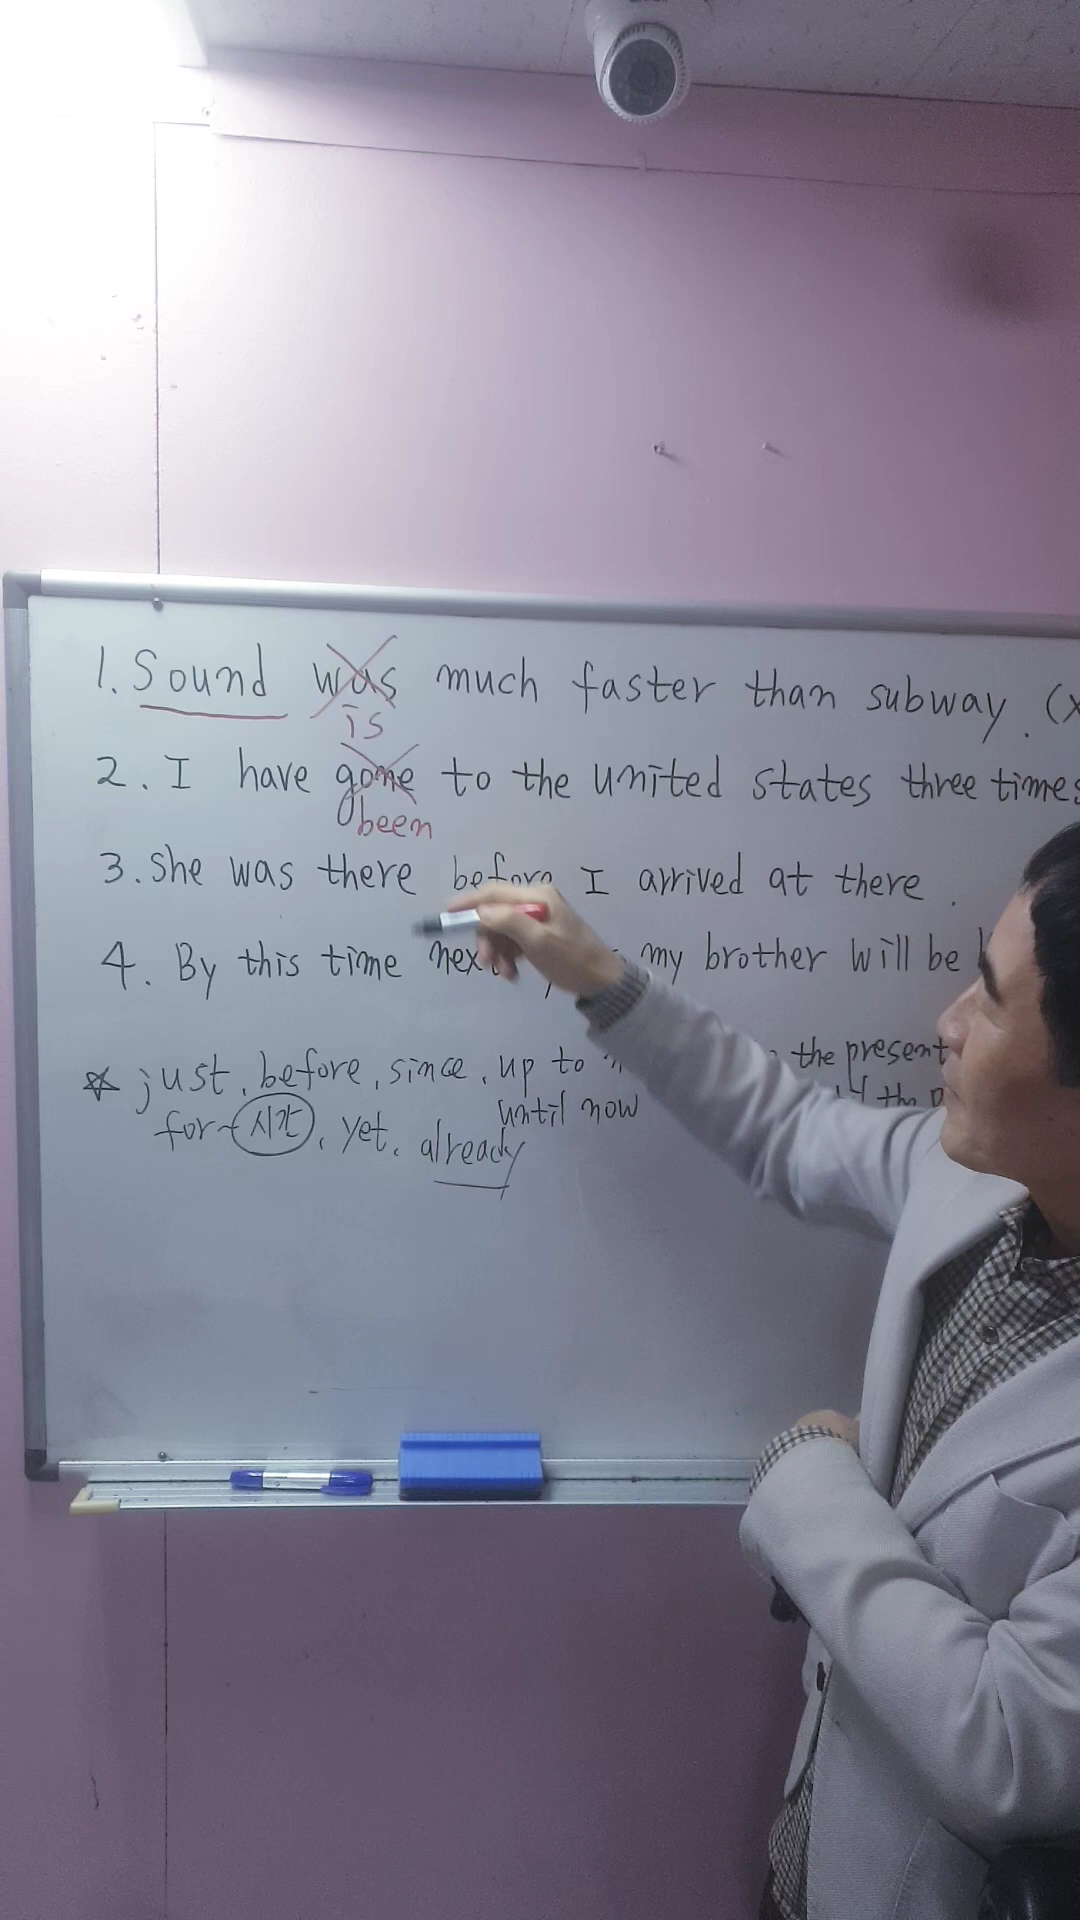 1. Sound was much faster than subway. (x
is
2. I have gone to the united states three times
been
3. She was there before I arrived at there.
4. By this time my brother will be
☆ just, before, since, up to the present
until now
for ~ 시간, yet, already